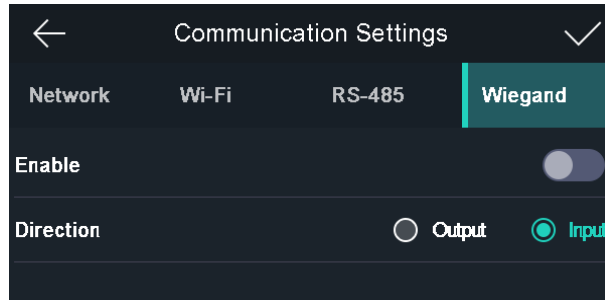 Communication Settings
Network Wi-Fi RS-485 Wiegand
Enable
Direction Output Input